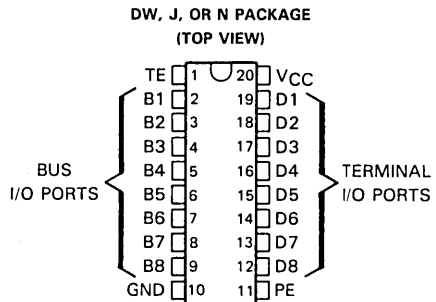 DW, J, OR N PACKAGE
(TOP VIEW)
TE 1 20 VCC
B1 2 19 D1
B2 3 18 D2
B3 4 17 D3
B4 5 16 D4
B5 6 15 D5
B6 7 14 D6
B7 8 13 D7
B8 9 12 D8
GND 10 11 PE
BUS
I/O PORTS
TERMINAL
I/O PORTS